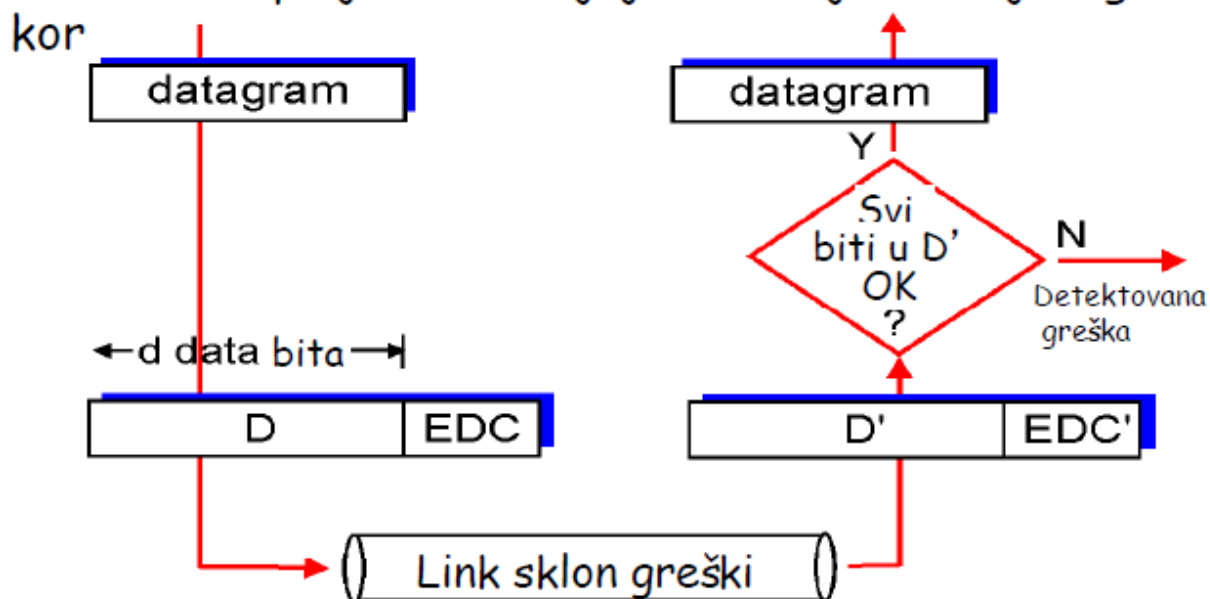 kor
datagram
datagram
Y
Svi
biti u D'
OK
?
N
Detektovana
greška
d data bita
D
EDC
D'
EDC'
Link sklon greški